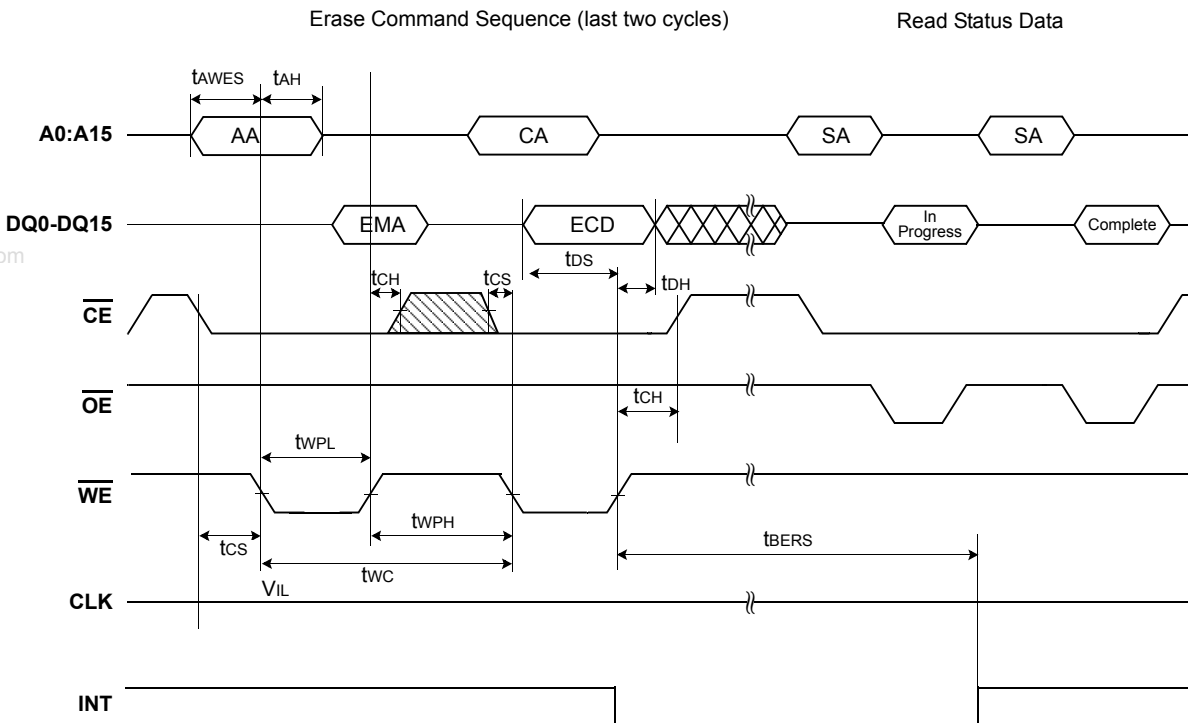 Erase Command Sequence (last two cycles) Read Status Data
tAWES tAH
A0:A15 AA CA SA SA
DQ0-DQ15 EMA ECD In Progress Complete
om
tDS tDH
tCH tCS
CE
OE tCH
tWPL
WE
tWPH tBERS
tCS tWC
VIL
CLK
INT